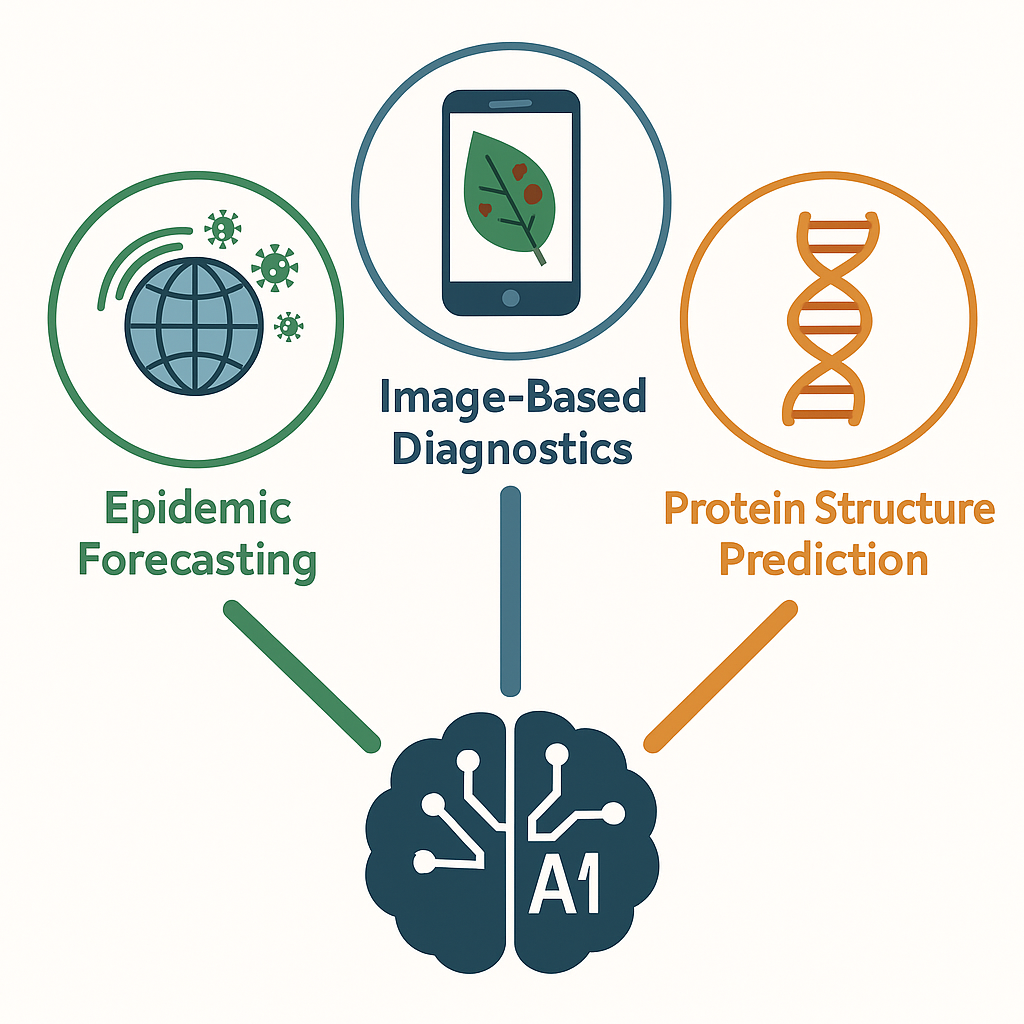 Image-Based
Diagnostics
Epidemic
Forecasting
Protein Structure
Prediction
A1